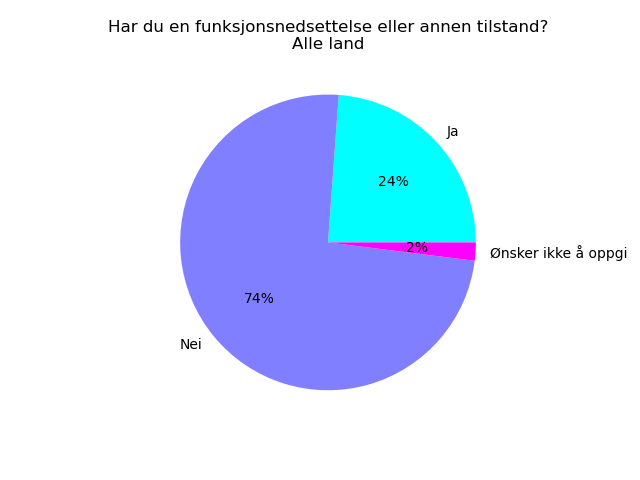 Har du en funksjonsnedsettelse eller annen tilstand?
Alle land
Ja
24%
2%
Ønsker ikke å oppgi
74%
Nei